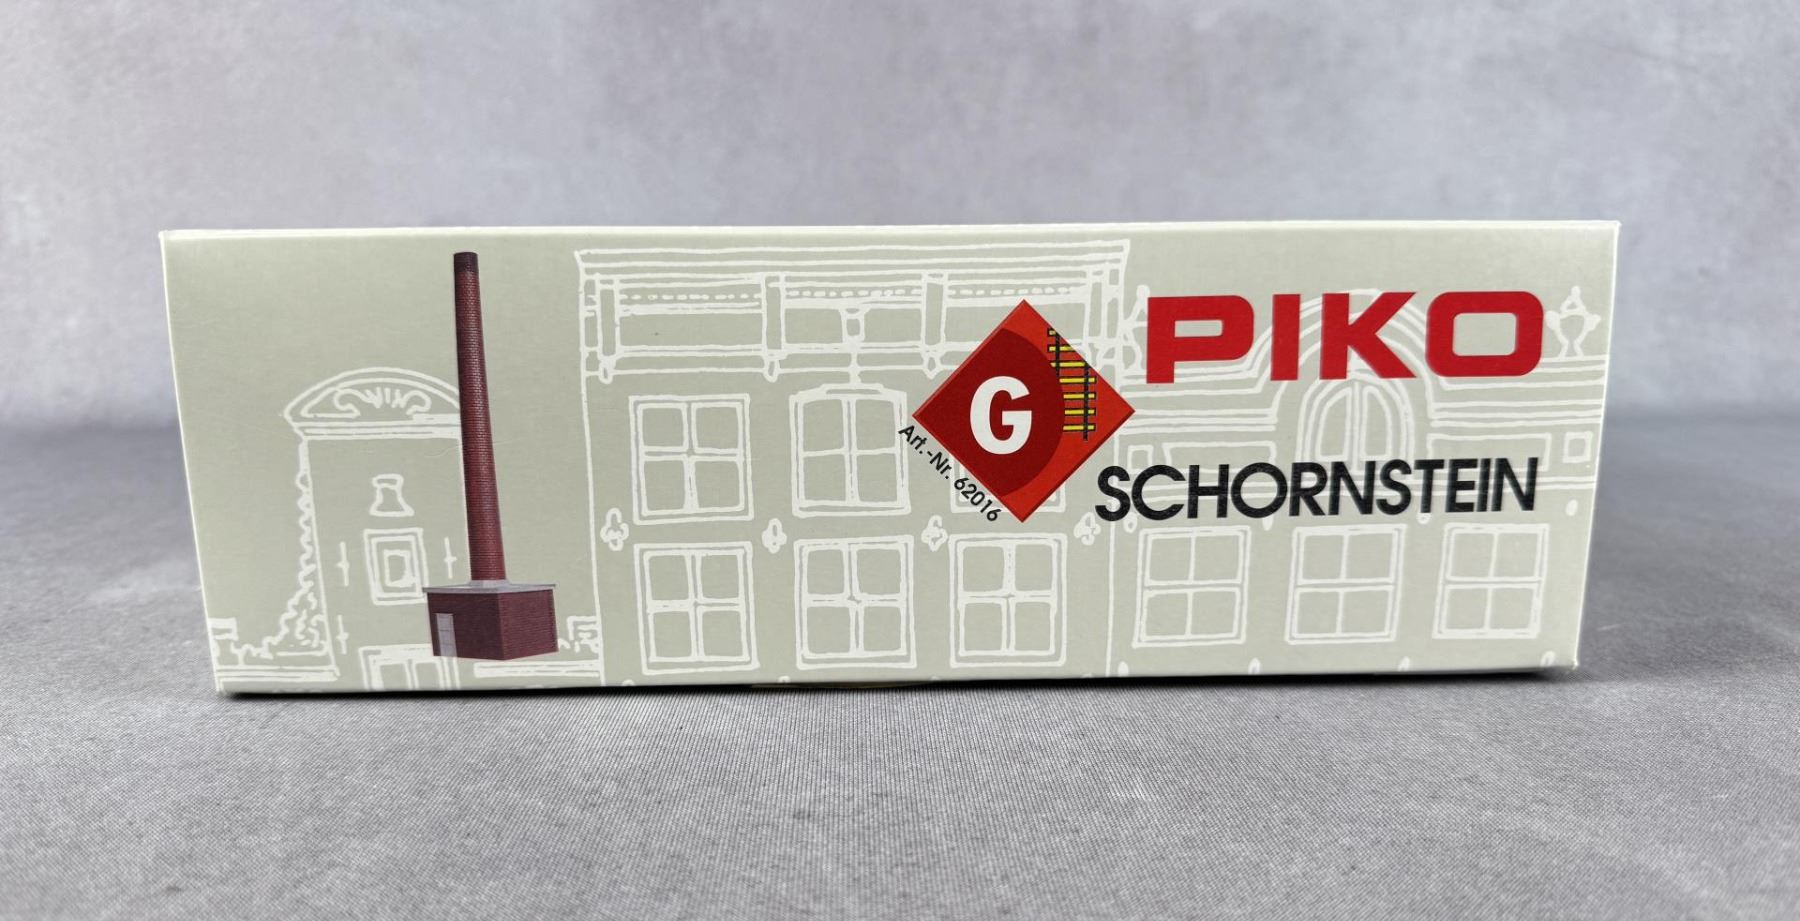 PIKO
G
Art.-Nr. 62016
SCHORNSTEIN